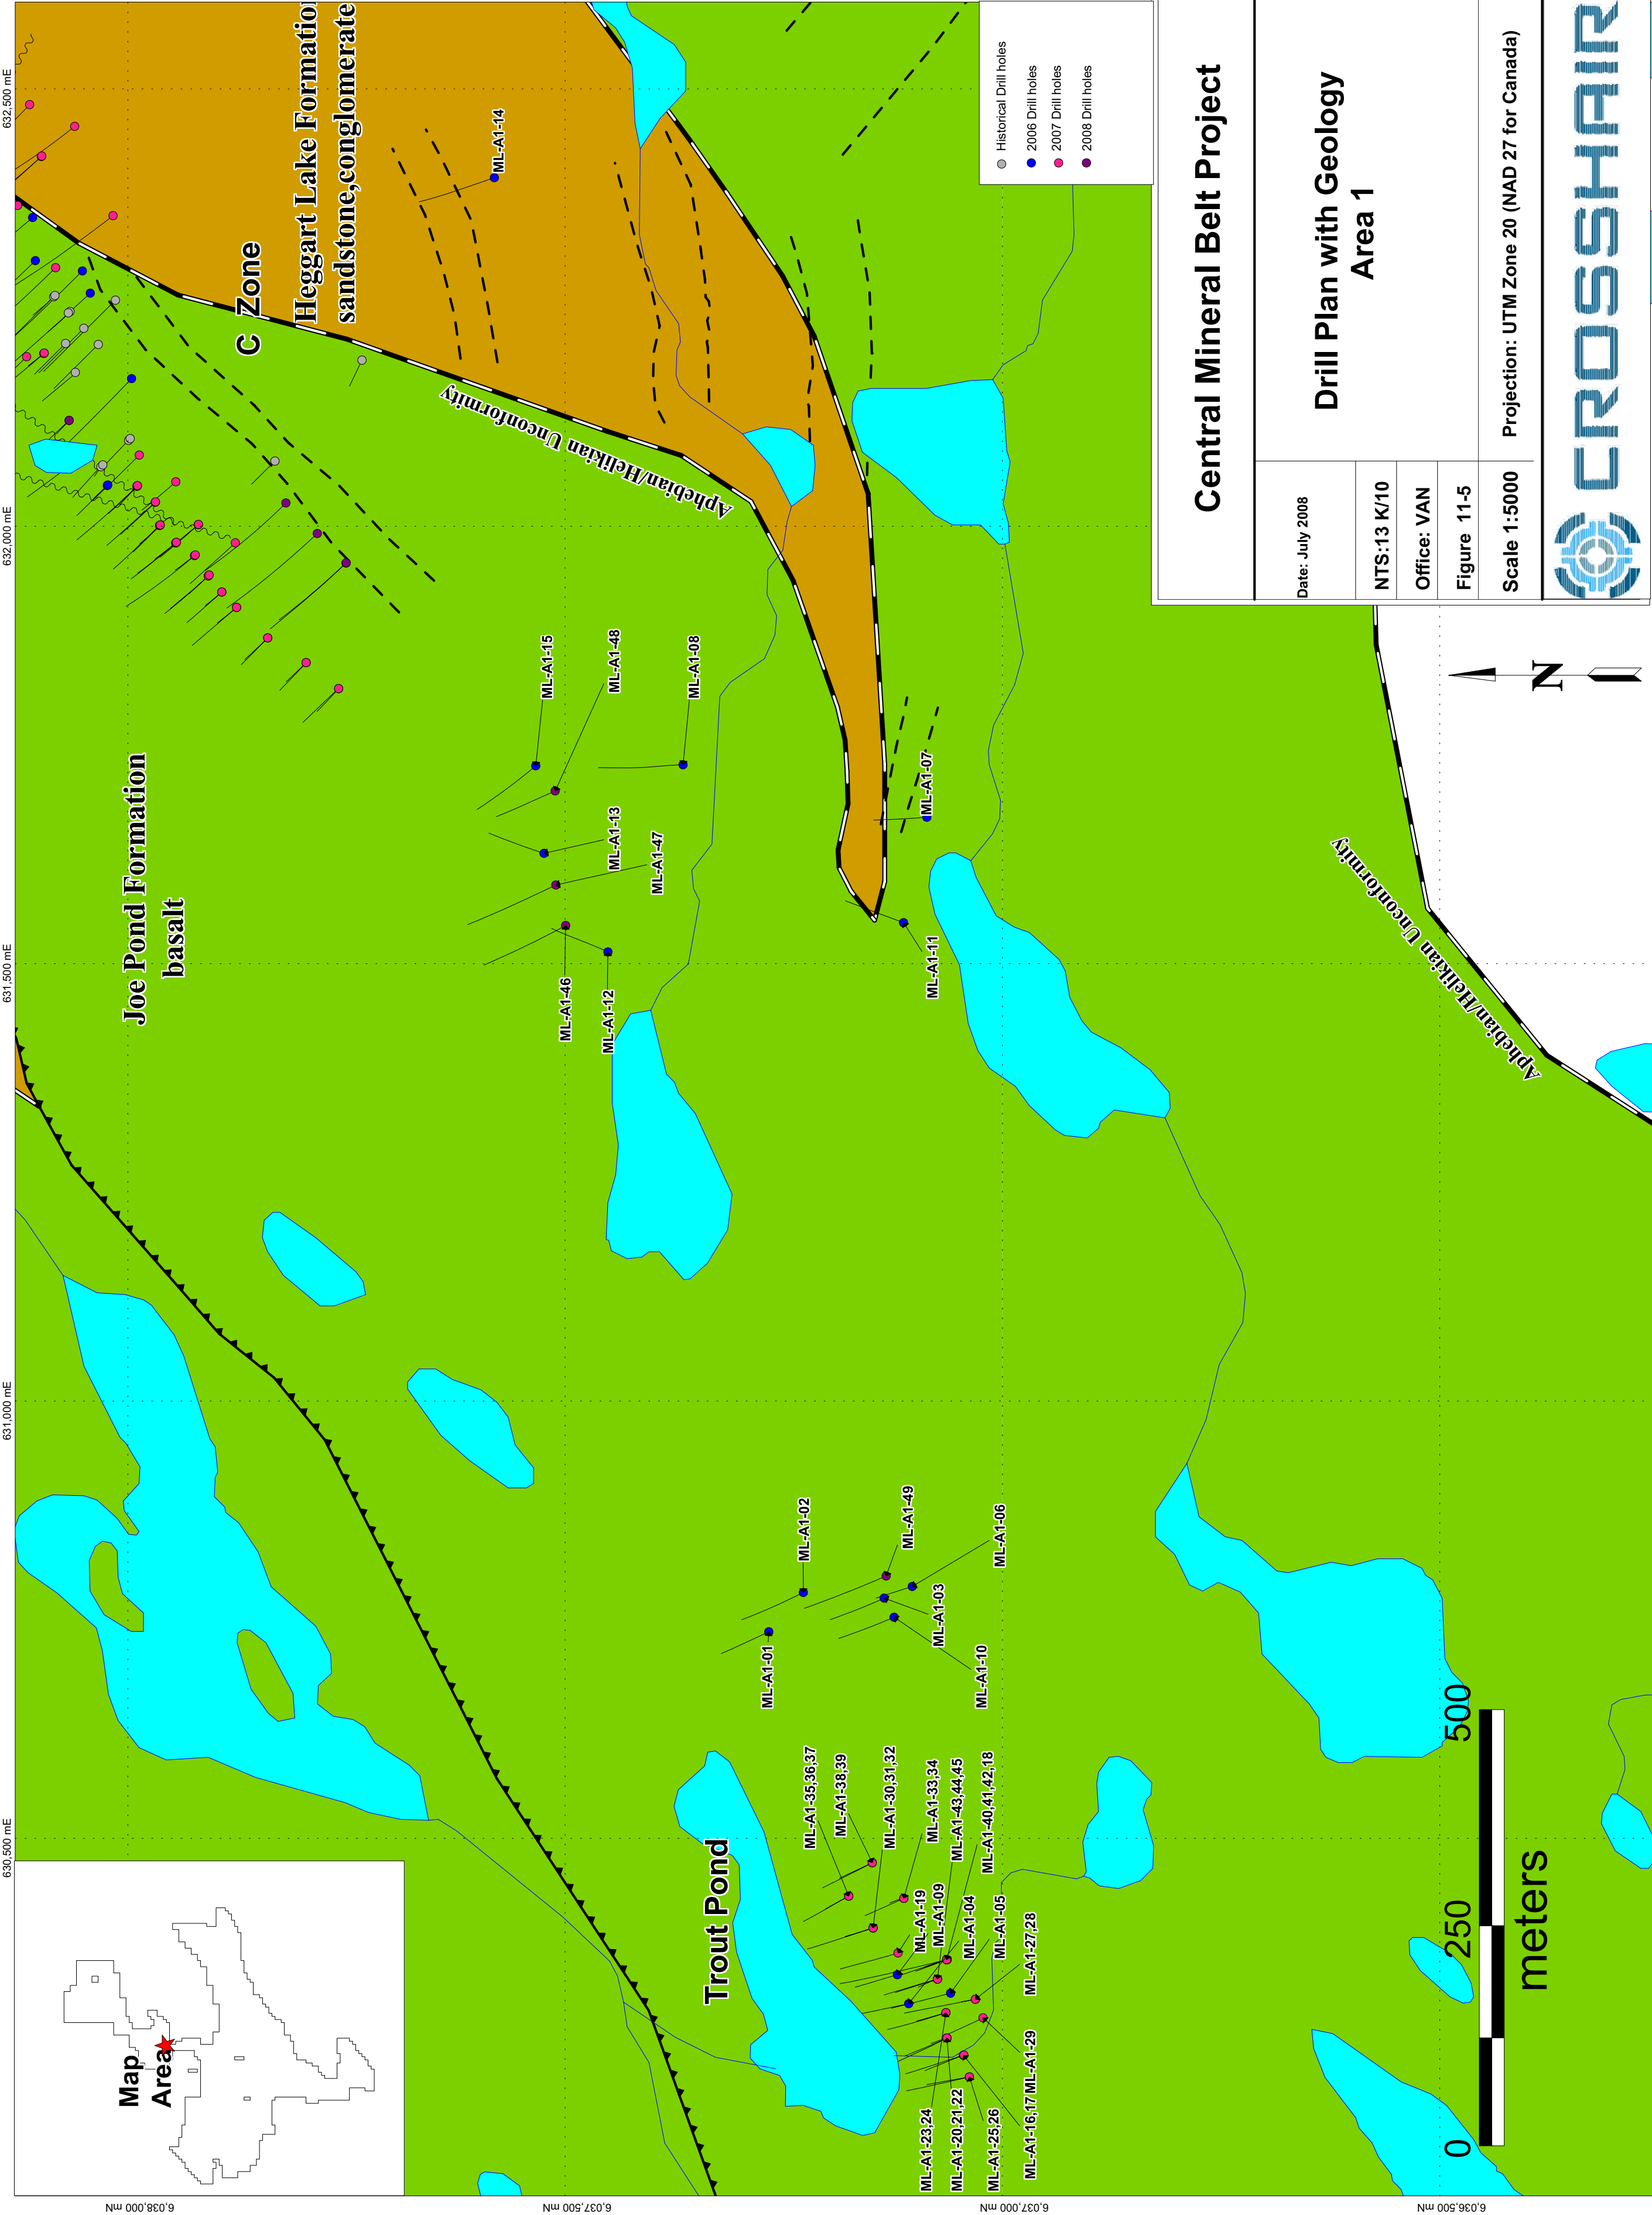 632,500 mE
632,000 mE
631,500 mE
631,000 mE
630,500 mE
6,038,000 mN
6,037,500 mN
6,037,000 mN
6,036,500 mN
Map
Area
Joe Pond Formation
basalt
C Zone
Heggart Lake Formation
sandstone,conglomerate
Aphebian/Helikian Unconformity
Aphebian/Helikian Unconformity
Trout Pond
ML-A1-14
ML-A1-15
ML-A1-48
ML-A1-08
ML-A1-13
ML-A1-47
ML-A1-46
ML-A1-12
ML-A1-07
ML-A1-11
ML-A1-02
ML-A1-49
ML-A1-06
ML-A1-01
ML-A1-03
ML-A1-10
ML-A1-35,36,37
ML-A1-38,39
ML-A1-30,31,32
ML-A1-33,34
ML-A1-43,44,45
ML-A1-40,41,42,18
ML-A1-19
ML-A1-09
ML-A1-04
ML-A1-05
ML-A1-27,28
ML-A1-29
ML-A1-16,17
ML-A1-23,24
ML-A1-20,21,22
ML-A1-25,26
Historical Drill holes
2006 Drill holes
2007 Drill holes
2008 Drill holes
0 250 500
meters
N
Central Mineral Belt Project
Drill Plan with Geology
Area 1
Date: July 2008
NTS:13 K/10
Office: VAN
Figure 11-5
Scale 1:5000
Projection: UTM Zone 20 (NAD 27 for Canada)
CROSSHAIR